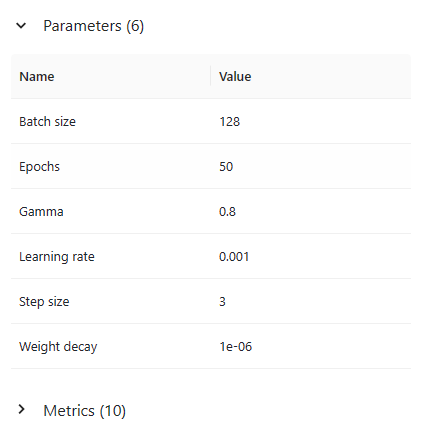 Parameters (6)
Name Value
Batch size 128
Epochs 50
Gamma 0.8
Learning rate 0.001
Step size 3
Weight decay 1e-06
Metrics (10)